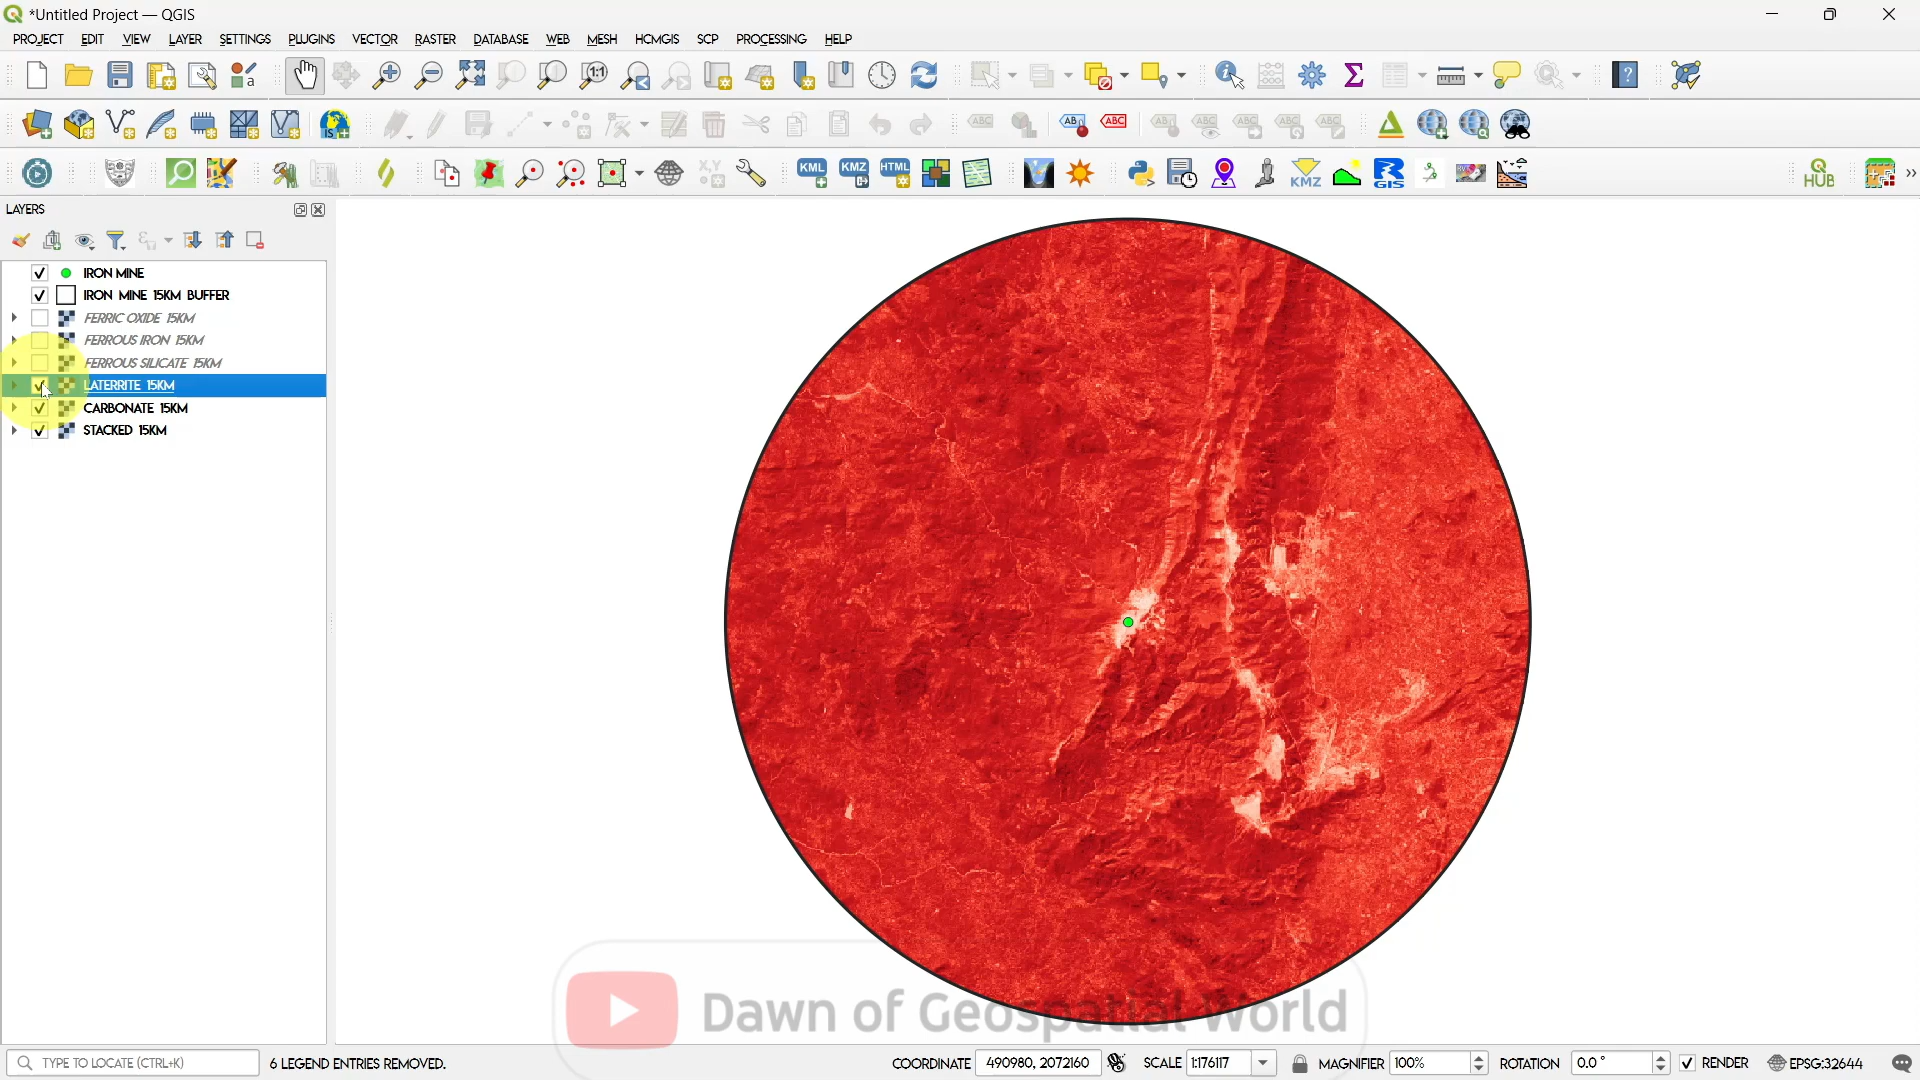 *Untitled Project — QGIS
PROJECT EDIT VIEW LAYER SETTINGS PLUGINS VECTOR RASTER DATABASE WEB MESH HCMGIS SCP PROCESSING HELP
LAYERS
IRON MINE
IRON MINE 15KM BUFFER
FERRIC OXIDE 15KM
FERROUS IRON 15KM
FERROUS SILICATE 15KM
LATERRITE 15KM
CARBONATE 15KM
STACKED 15KM
Dawn of Geospatial World
TYPE TO LOCATE (CTRL+K) 6 LEGEND ENTRIES REMOVED. COORDINATE 490980, 2072160 SCALE 1:176117 MAGNIFIER 100% ROTATION 0.0 ° RENDER EPSG:32644